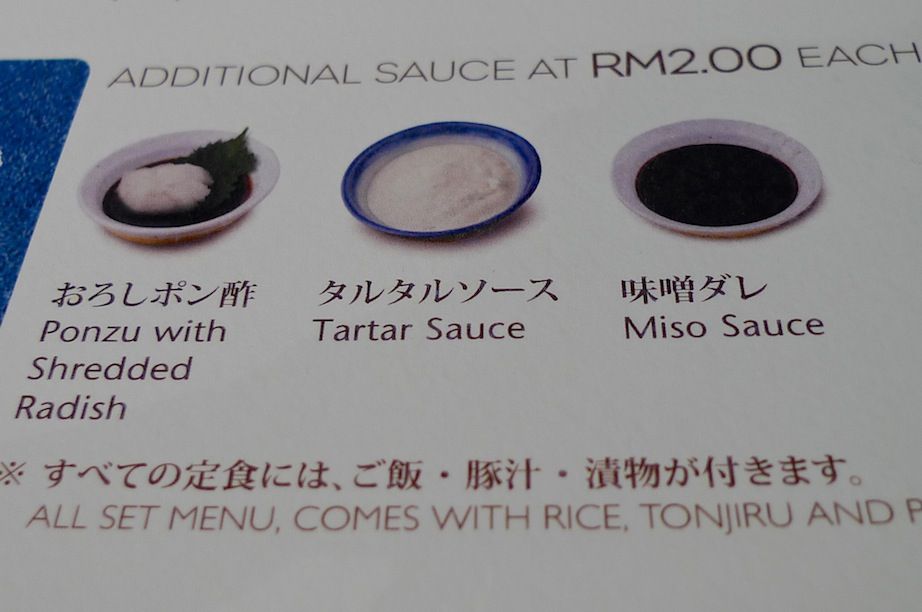 ADDITIONAL SAUCE AT RM2.00 EACH
おろしポン酢
Ponzu with
Shredded
Radish
タルタルソース
Tartar Sauce
味噌ダレ
Miso Sauce
※ すべての定食には、ご飯・豚汁・漬物が付きます。
ALL SET MENU, COMES WITH RICE, TONJIRU AND